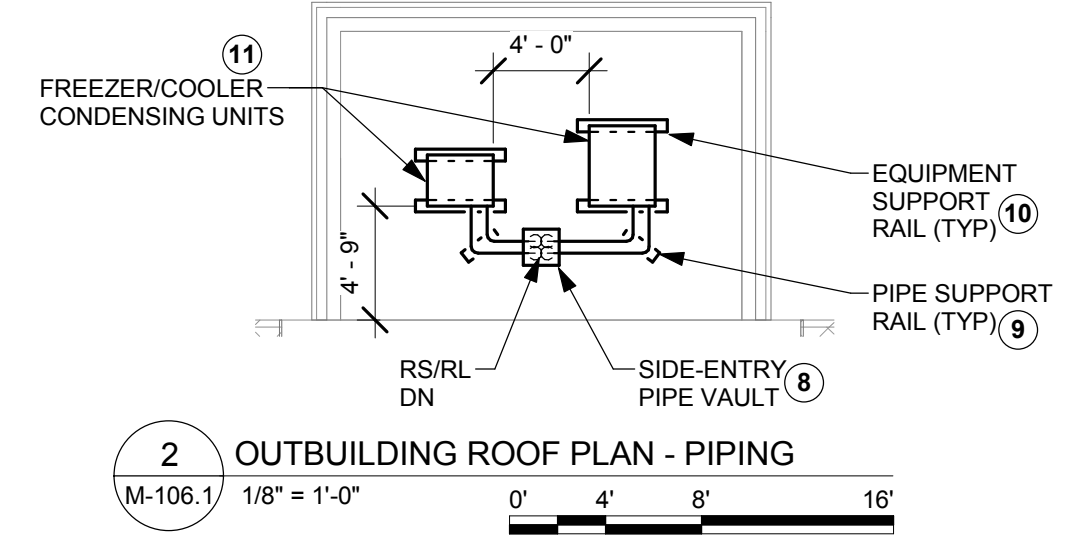 4' - 0"
11
FREEZER/COOLER
CONDENSING UNITS
EQUIPMENT
SUPPORT
RAIL (TYP) 10
4' - 9"
PIPE SUPPORT
RAIL (TYP) 9
RS/RL
DN
SIDE-ENTRY
PIPE VAULT 8
2
OUTBUILDING ROOF PLAN - PIPING
M-106.1
1/8" = 1'-0"
0' 4' 8' 16'